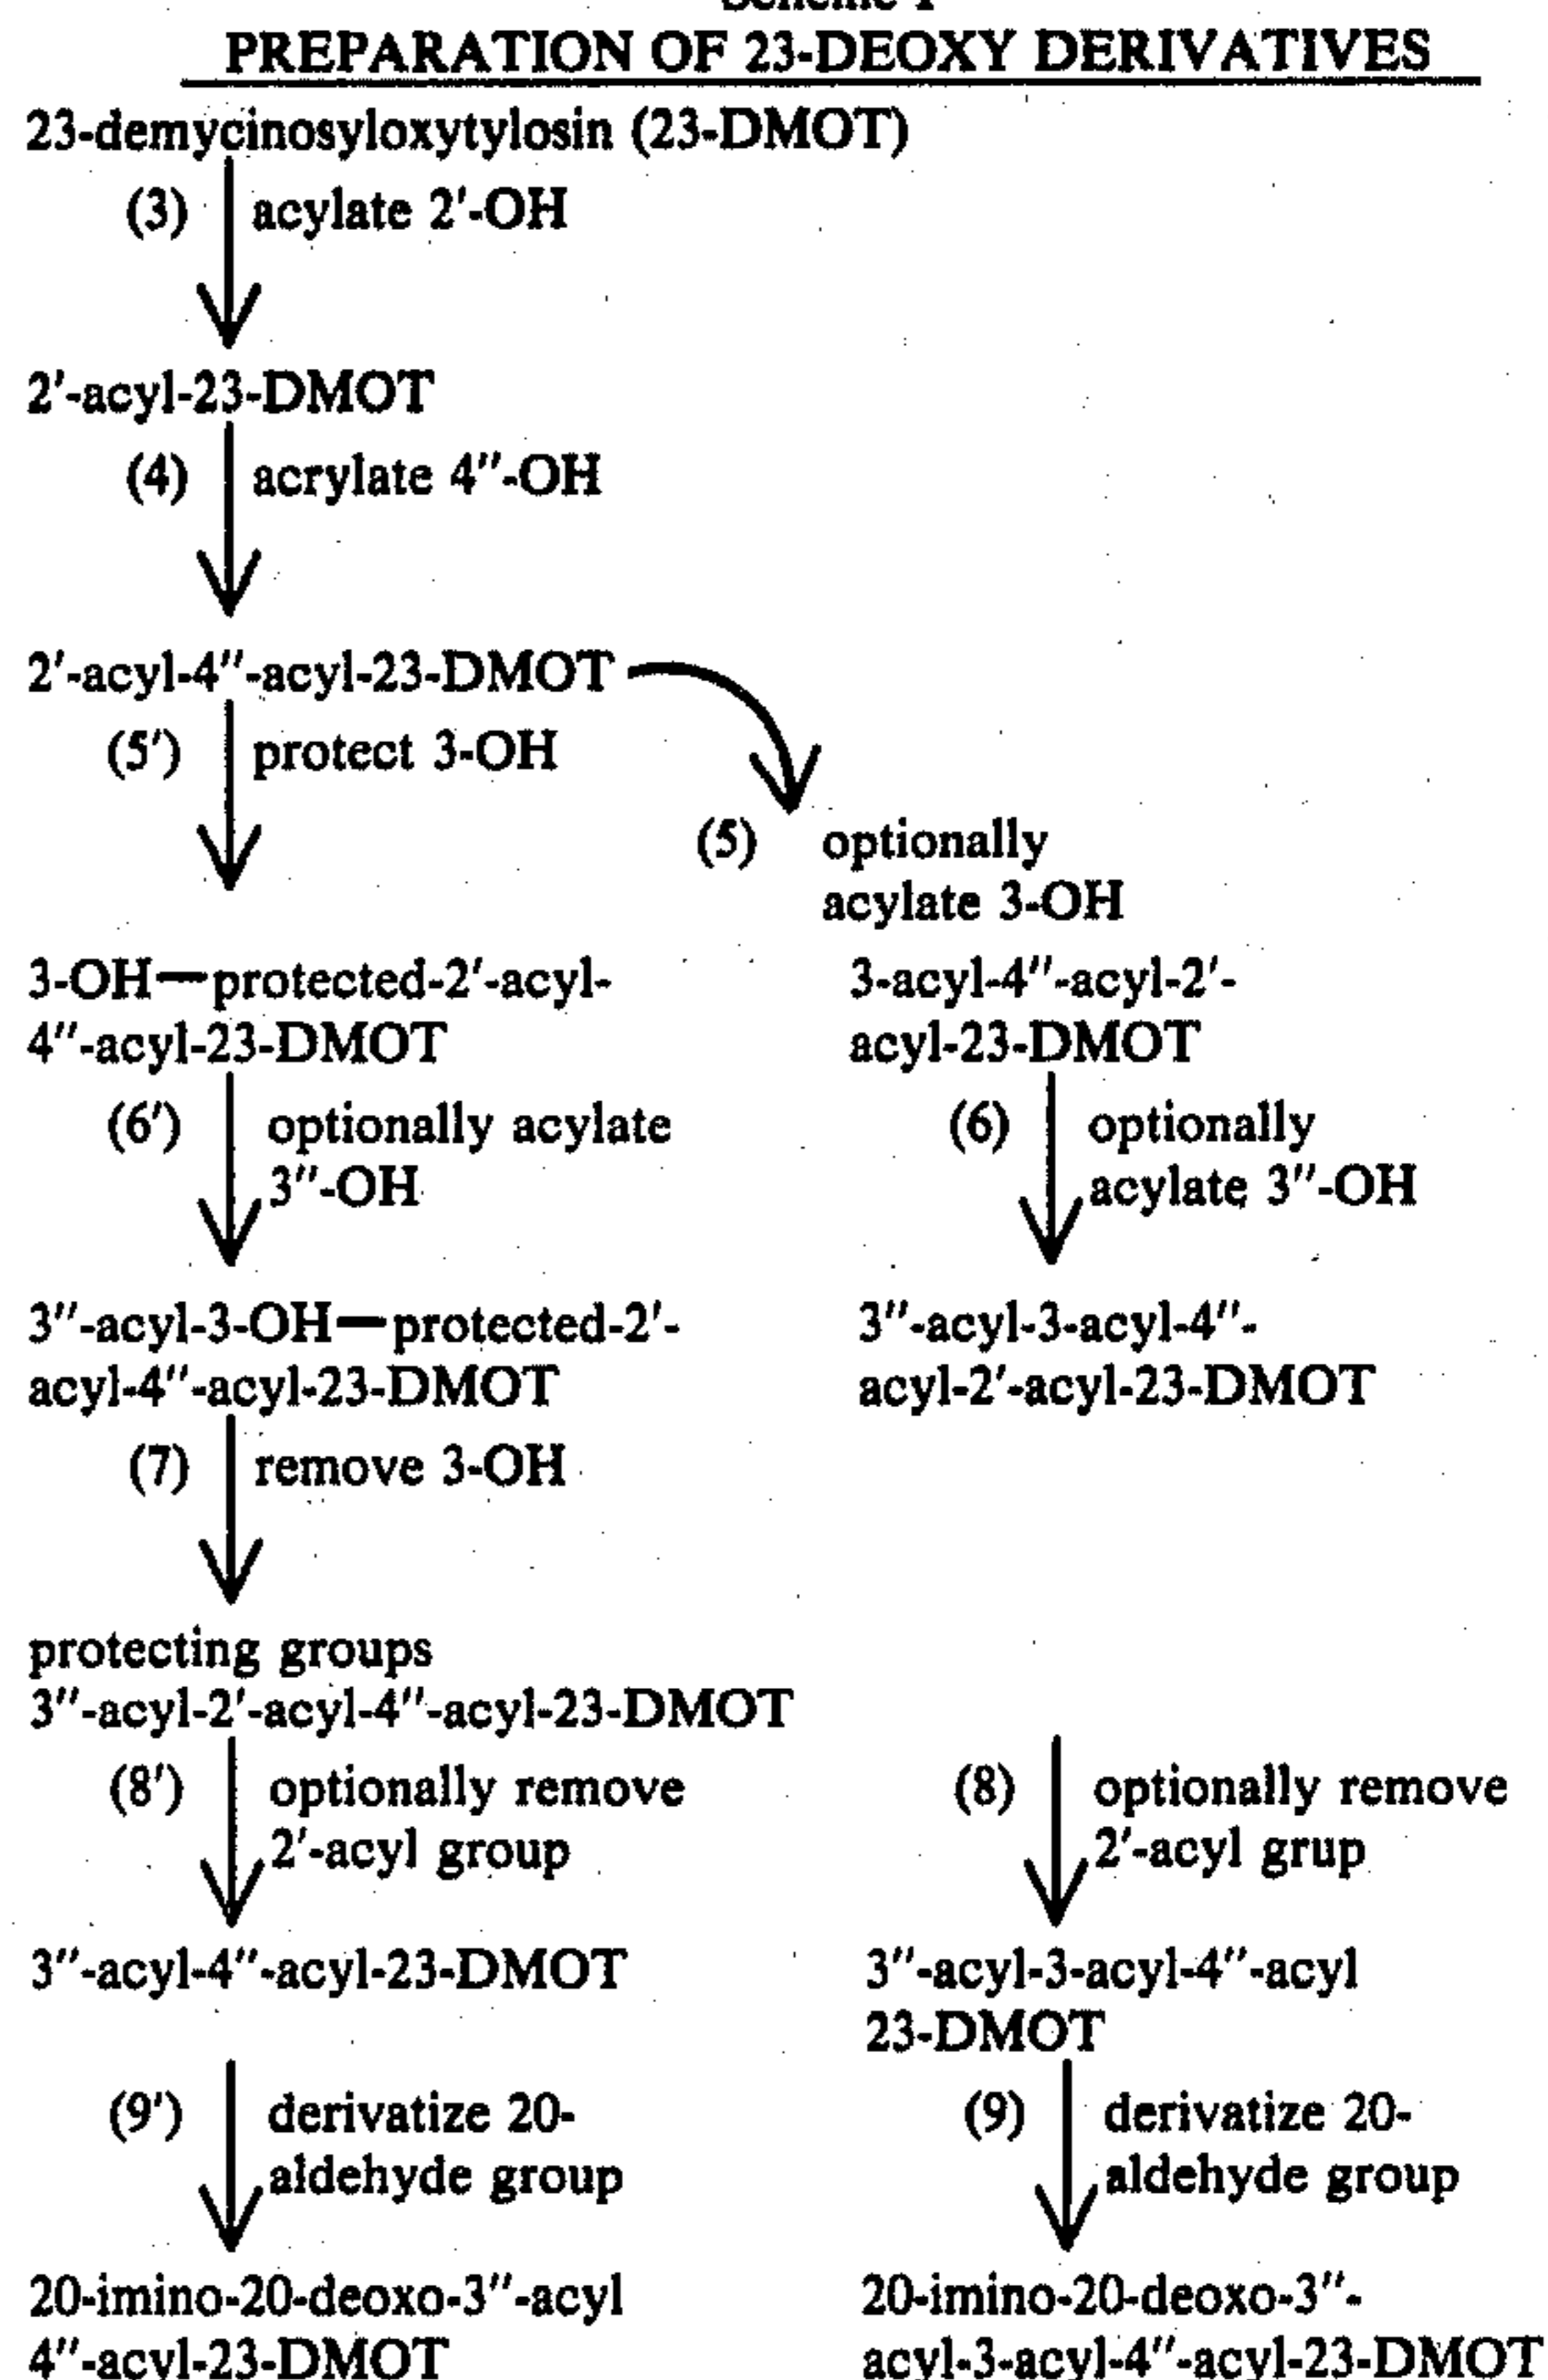 PREPARATION OF 23-DEOXY DERIVATIVES
23-demycinosyloxytylosin (23-DMOT)
(3) acylate 2′-OH
2′-acyl-23-DMOT
(4) acrylate 4″-OH
2′-acyl-4″-acyl-23-DMOT
(5′) protect 3-OH
(5) optionally
acylate 3-OH
3-OH—protected-2′-acyl-
4″-acyl-23-DMOT
3-acyl-4″-acyl-2′-
acyl-23-DMOT
(6′) optionally acylate
3″-OH
(6) optionally
acylate 3″-OH
3″-acyl-3-OH—protected-2′-
acyl-4″-acyl-23-DMOT
3″-acyl-3-acyl-4″-
acyl-2′-acyl-23-DMOT
(7) remove 3-OH
protecting groups
3″-acyl-2′-acyl-4″-acyl-23-DMOT
(8′) optionally remove
2′-acyl group
(8) optionally remove
2′-acyl grup
3″-acyl-4″-acyl-23-DMOT
3″-acyl-3-acyl-4″-acyl
23-DMOT
(9′) derivatize 20-
aldehyde group
(9) derivatize 20-
aldehyde group
20-imino-20-deoxo-3″-acyl
4″-acyl-23-DMOT
20-imino-20-deoxo-3″-
acyl-3-acyl-4″-acyl-23-DMOT